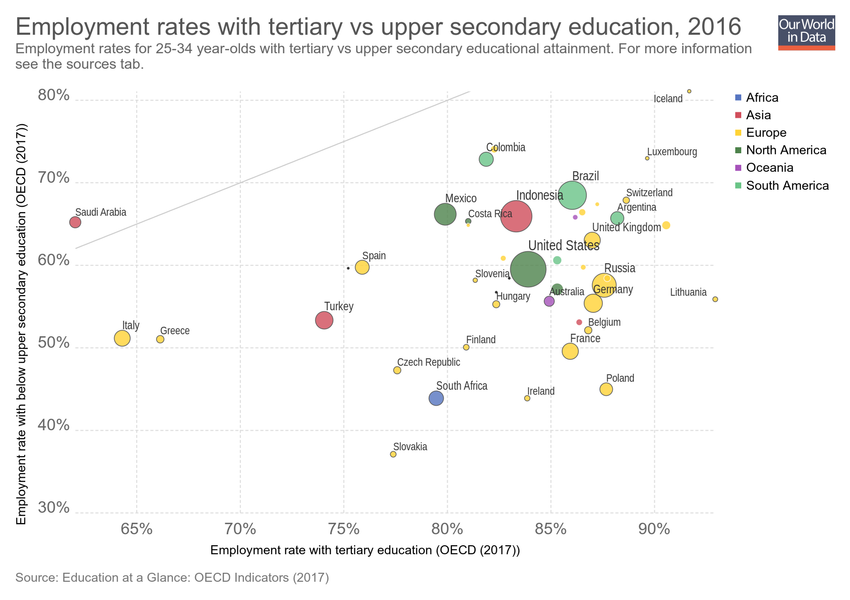 Employment rates with tertiary vs upper secondary education, 2016
Our World
in Data
Employment rates for 25-34 year-olds with tertiary vs upper secondary educational attainment. For more information
see the sources tab.
Employment rate with below upper secondary education (OECD (2017))
80%
70%
60%
50%
40%
30%
Iceland
Colombia
Luxembourg
Brazil
Switzerland
Mexico
Indonesia
Saudi Arabia
Costa Rica
Argentina
United Kingdom
United States
Spain
Slovenia
Russia
Hungary
Australia
Germany
Lithuania
Turkey
Italy
Greece
Belgium
Finland
France
Czech Republic
Poland
South Africa
Ireland
Slovakia
65%
70%
75%
80%
85%
90%
Employment rate with tertiary education (OECD (2017))
Africa
Asia
Europe
North America
Oceania
South America
Source: Education at a Glance: OECD Indicators (2017)